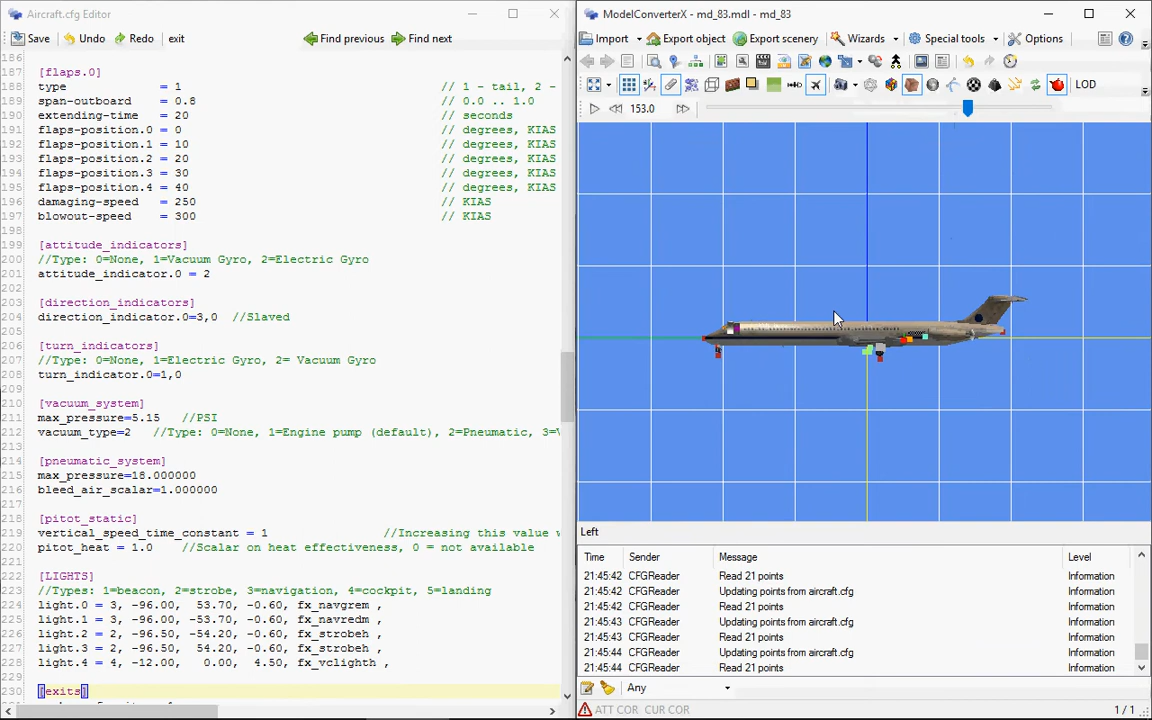 Aircraft.cfg Editor
Save Undo Redo exit Find previous Find next
186
187 [flaps.0]
188 type = 1 // 1 - tail, 2 -
189 span-outboard = 0.8 // 0.0 .. 1.0
190 extending-time = 20 // seconds
191 flaps-position.0 = 0 // degrees, KIAS
192 flaps-position.1 = 10 // degrees, KIAS
193 flaps-position.2 = 20 // degrees, KIAS
194 flaps-position.3 = 30 // degrees, KIAS
195 flaps-position.4 = 40 // degrees, KIAS
196 damaging-speed = 250 // KIAS
197 blowout-speed = 300 // KIAS
198
199 [attitude_indicators]
200 //Type: 0=None, 1=Vacuum Gyro, 2=Electric Gyro
201 attitude_indicator.0 = 2
202
203 [direction_indicators]
204 direction_indicator.0=3,0 //Slaved
205
206 [turn_indicators]
207 //Type: 0=None, 1=Electric Gyro, 2= Vacuum Gyro
208 turn_indicator.0=1,0
209
210 [vacuum_system]
211 max_pressure=5.15 //PSI
212 vacuum_type=2 //Type: 0=None, 1=Engine pump (default), 2=Pneumatic, 3=V
213
214 [pneumatic_system]
215 max_pressure=18.000000
216 bleed_air_scalar=1.000000
217
218 [pitot_static]
219 vertical_speed_time_constant = 1 //Increasing this value w
220 pitot_heat = 1.0 //Scalar on heat effectiveness, 0 = not available
221
222 [LIGHTS]
223 //Types: 1=beacon, 2=strobe, 3=navigation, 4=cockpit, 5=landing
224 light.0 = 3, -96.00, 53.70, -0.60, fx_navgrem ,
225 light.1 = 3, -96.00, -53.70, -0.60, fx_navredm ,
226 light.2 = 2, -96.50, -54.20, -0.60, fx_strobeh ,
227 light.3 = 2, -96.50, 54.20, -0.60, fx_strobeh ,
228 light.4 = 4, -12.00, 0.00, 4.50, fx_vclighth ,
229
230 [exits]
ModelConverterX - md_83.mdl - md_83
Import Export object Export scenery Wizards Special tools Options
LOD
153.0
Left
Time Sender Message Level
21:45:42 CFGReader Read 21 points Information
21:45:42 CFGReader Updating points from aircraft.cfg Information
21:45:42 CFGReader Read 21 points Information
21:45:43 CFGReader Updating points from aircraft.cfg Information
21:45:43 CFGReader Read 21 points Information
21:45:44 CFGReader Updating points from aircraft.cfg Information
21:45:44 CFGReader Read 21 points Information
Any
ATT COR CUR COR 1 / 1